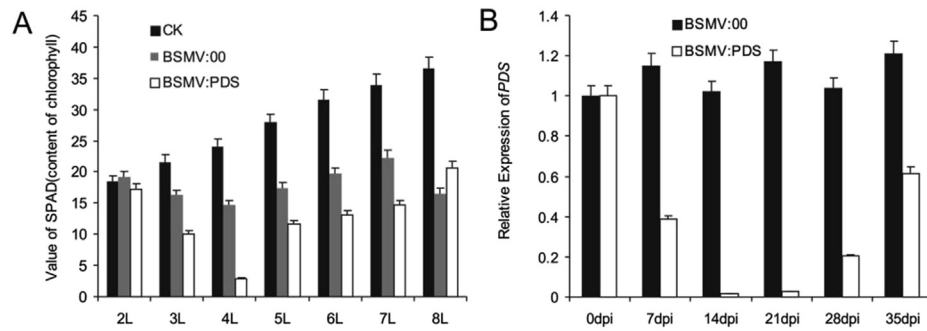 A
Value of SPAD(content of chlorophyll)
45
40
35
30
25
20
15
10
5
0
CK
BSMV:00
BSMV:PDS
2L 3L 4L 5L 6L 7L 8L
B
Relative Expression of PDS
1.4
1.2
1
0.8
0.6
0.4
0.2
0
BSMV:00
BSMV:PDS
0dpi 7dpi 14dpi 21dpi 28dpi 35dpi